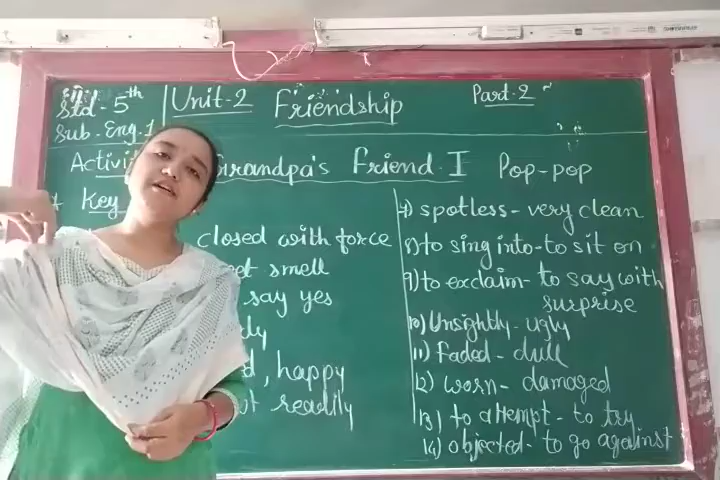 Std - 5th
Sub. Eng. 1
Unit-2 Friendship Part-2
Grandpa's Friend I Pop-pop
Key
closed with force
smell
say yes
, happy
readily
7) spotless - very clean
8) to sing into - to sit on
9) to exclaim - to say with
surprise
10) Unsightly - ugly
11) Faded - dull
12) worn - damaged
13) to attempt - to try
14) objected - to go against